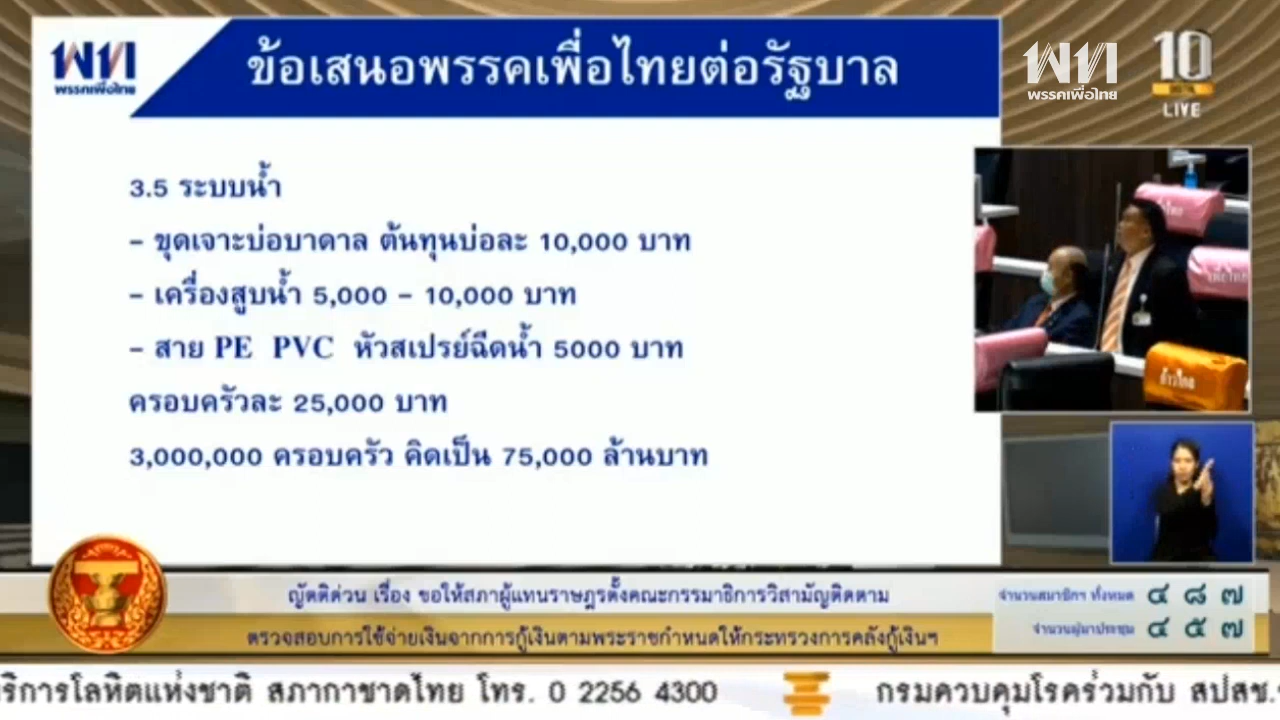 พท
พรรคเพื่อไทย
ข้อเสนอพรรคเพื่อไทยต่อรัฐบาล
พท
พรรคเพื่อไทย
10
LIVE
3.5 ระบบน้ำ
- ขุดเจาะบ่อบาดาล ต้นทุนบ่อละ 10,000 บาท
- เครื่องสูบน้ำ 5,000 - 10,000 บาท
- สาย PE PVC หัวสเปรย์ฉีดน้ำ 5000 บาท
ครอบครัวละ 25,000 บาท
3,000,000 ครอบครัว คิดเป็น 75,000 ล้านบาท
ก้าวไกล
ญัตติด่วน เรื่อง ขอให้สภาผู้แทนราษฎรตั้งคณะกรรมาธิการวิสามัญติดตาม
ตรวจสอบการใช้จ่ายเงินจากการกู้เงินตามพระราชกำหนดให้กระทรวงการคลังกู้เงินฯ
จำนวนสมาชิกฯ ทั้งหมด ๔ ๘ ๗
จำนวนผู้มาประชุม ๔ ๕ ๗
ริการโลหิตแห่งชาติ สภากาชาดไทย โทร. 0 2256 4300 กรมควบคุมโรคร่วมกับ สปสช.